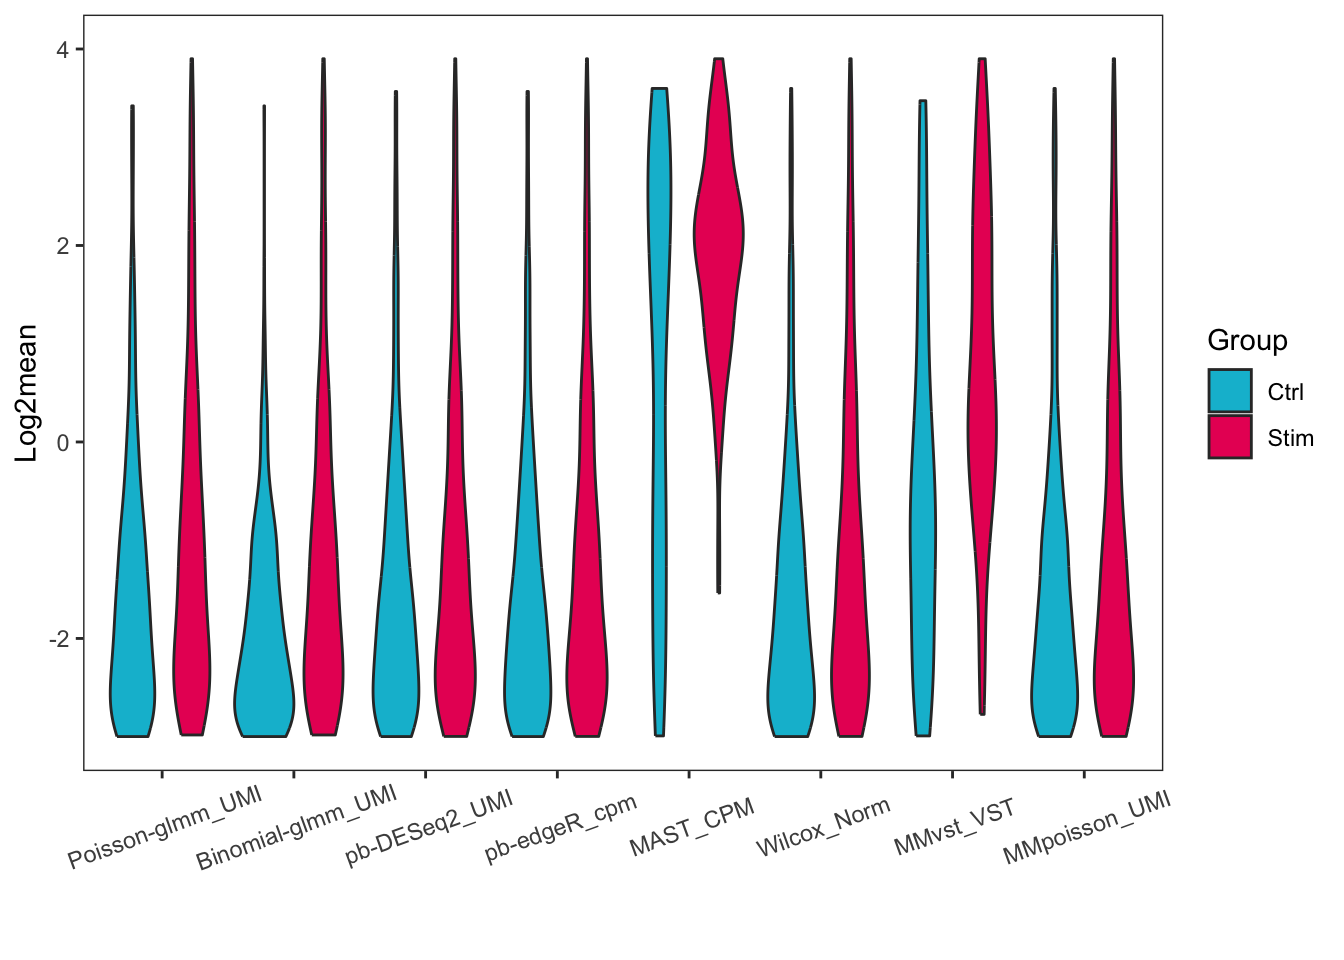 4
2
0
-2
Log2mean
Poisson-glmm_UMI
Binomial-glmm_UMI
pb-DESeq2_UMI
pb-edgeR_cpm
MAST_CPM
Wilcox_Norm
MMvst_VST
MMpoisson_UMI
Group
Ctrl
Stim